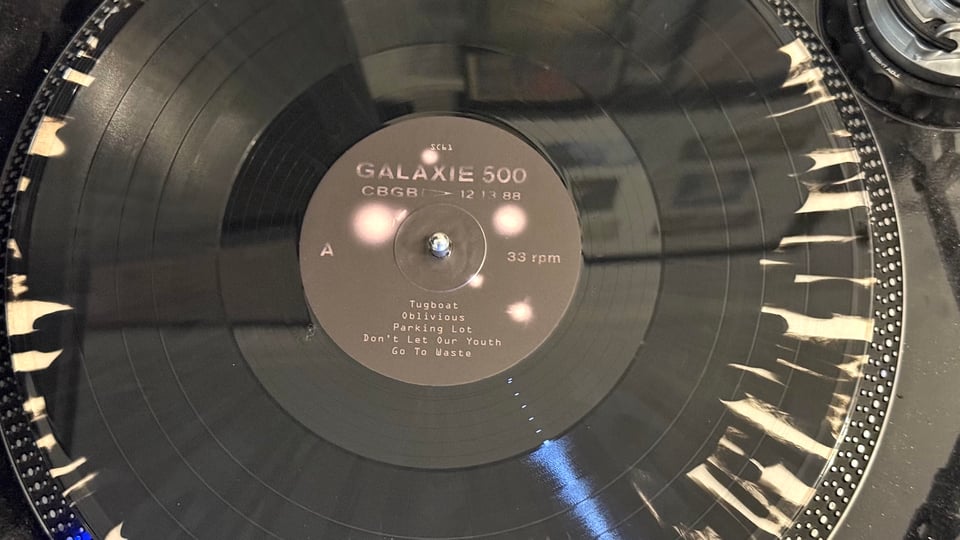 SC61
GALAXIE 500
CBGB 12 13 88
A
33 rpm
Tugboat
Oblivious
Parking Lot
Don't Let Our Youth
Go To Waste